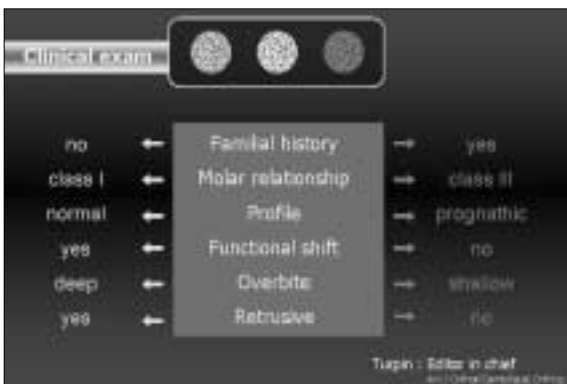 Clinical exam
no ← Familial history → yes
class I ← Molar relationship → class III
normal ← Profile → prognathic
yes ← Functional shift → no
deep ← Overbite → shallow
yes ← Retrusive → no
Turpin : Editor in chief